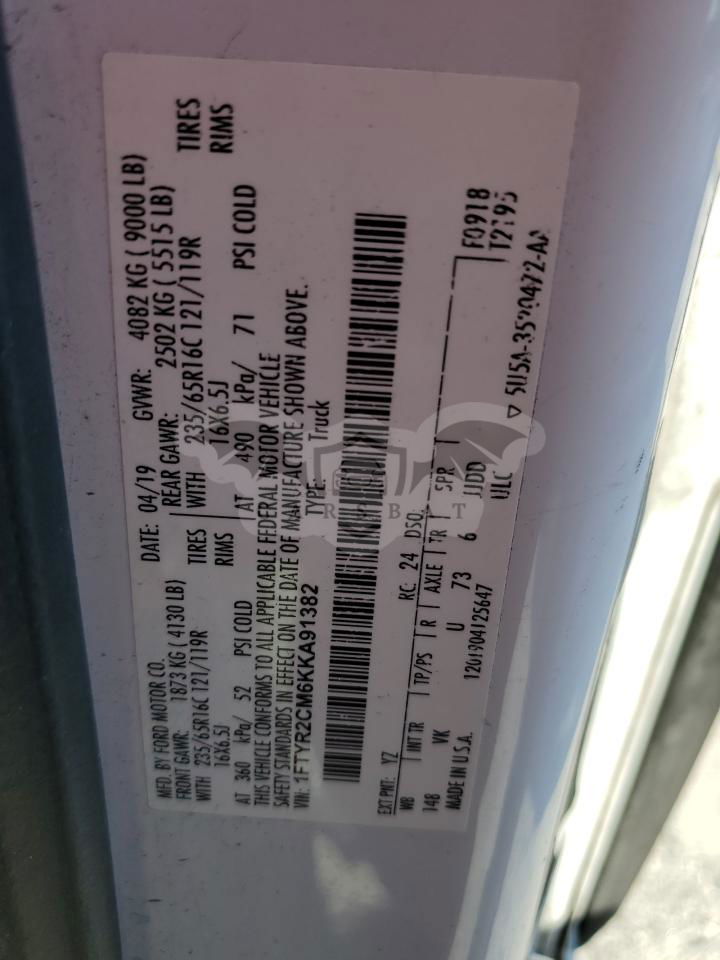 MFD. BY FORD MOTOR CO.
DATE: 04/19 GVWR: 4082 KG ( 9000 LB)
FRONT GAWR: 1873 KG ( 4130 LB) REAR GAWR: 2502 KG ( 5515 LB)
WITH 235/65R16C 121/119R TIRES WITH 235/65R16C 121/119R TIRES
16X6.5J RIMS 16X6.5J RIMS
AT 360 kPa/ 52 PSI COLD AT 490 kPa/ 71 PSI COLD
THIS VEHICLE CONFORMS TO ALL APPLICABLE FEDERAL MOTOR VEHICLE
SAFETY STANDARDS IN EFFECT ON THE DATE OF MANUFACTURE SHOWN ABOVE.
VIN: 1FTYR2CM6KKA91382 TYPE: Truck
EXT PNT: YZ RC: 24 DSO: F0918
WB INT TR TP/PS R AXLE TR SPR 12195
148 VK U 73 6 JJDD
MADE IN U.S.A. 1201904125647 ULC